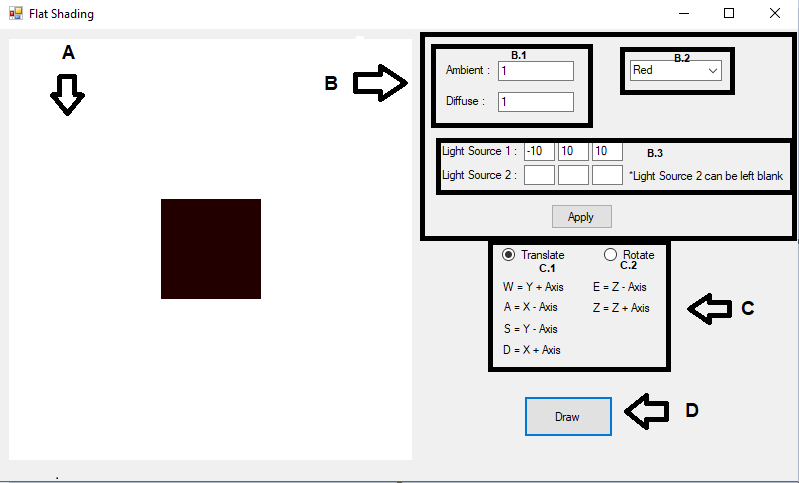 Flat Shading
A
B
B.1
Ambient : 1
Diffuse : 1
B.2
Red
Light Source 1 : -10 10 10
B.3
Light Source 2 :
*Light Source 2 can be left blank
Apply
Translate
C.1
Rotate
C.2
W = Y + Axis
E = Z - Axis
A = X - Axis
Z = Z + Axis
S = Y - Axis
D = X + Axis
C
Draw
D